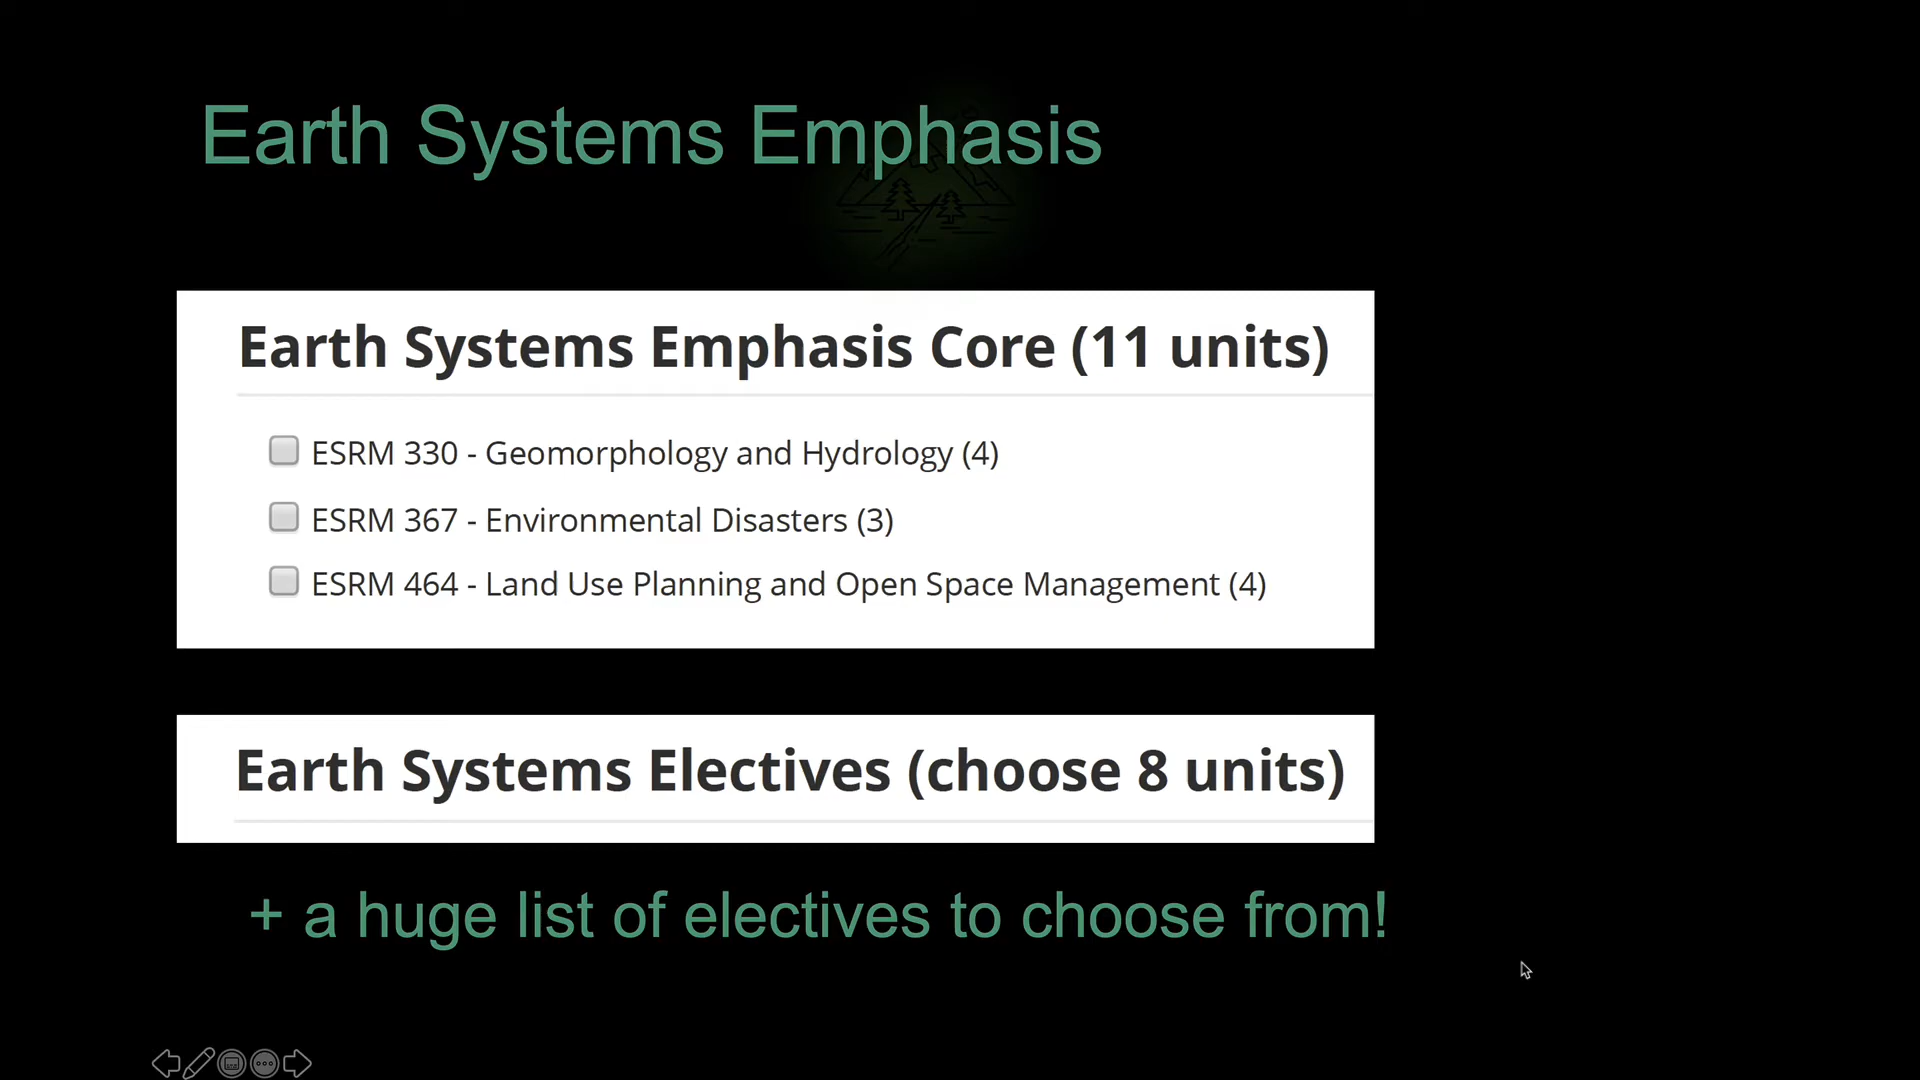 Earth Systems Emphasis
Earth Systems Emphasis Core (11 units)
ESRM 330 - Geomorphology and Hydrology (4)
ESRM 367 - Environmental Disasters (3)
ESRM 464 - Land Use Planning and Open Space Management (4)
Earth Systems Electives (choose 8 units)
+ a huge list of electives to choose from!